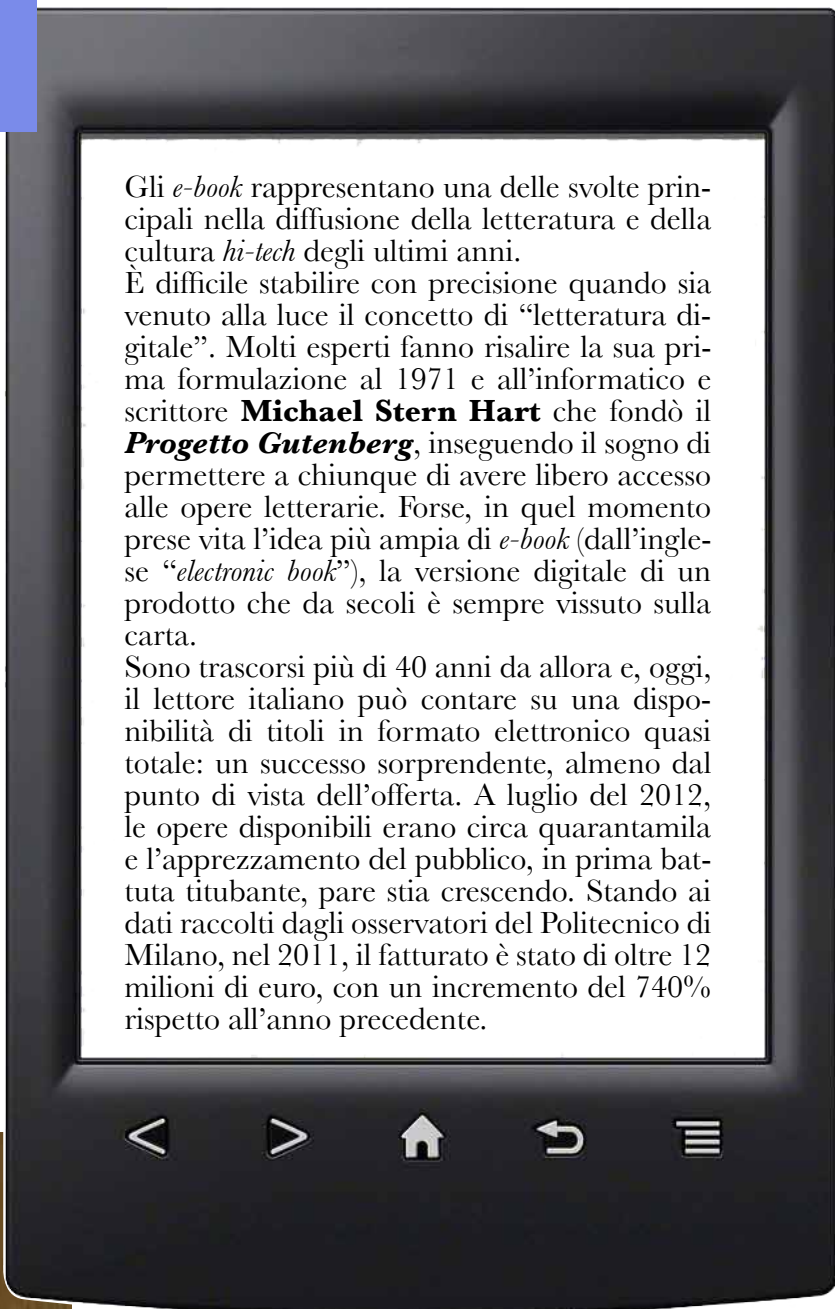 Gli e-book rappresentano una delle svolte prin-
cipali nella diffusione della letteratura e della
cultura hi-tech degli ultimi anni.
È difficile stabilire con precisione quando sia
venuto alla luce il concetto di “letteratura di-
gitale”. Molti esperti fanno risalire la sua pri-
ma formulazione al 1971 e all’informatico e
scrittore Michael Stern Hart che fondò il
Progetto Gutenberg, inseguendo il sogno di
permettere a chiunque di avere libero accesso
alle opere letterarie. Forse, in quel momento
prese vita l’idea più ampia di e-book (dall’ingle-
se “electronic book”), la versione digitale di un
prodotto che da secoli è sempre vissuto sulla
carta.
Sono trascorsi più di 40 anni da allora e, oggi,
il lettore italiano può contare su una dispo-
nibilità di titoli in formato elettronico quasi
totale: un successo sorprendente, almeno dal
punto di vista dell’offerta. A luglio del 2012,
le opere disponibili erano circa quarantamila
e l’apprezzamento del pubblico, in prima bat-
tuta titubante, pare stia crescendo. Stando ai
dati raccolti dagli osservatori del Politecnico di
Milano, nel 2011, il fatturato è stato di oltre 12
milioni di euro, con un incremento del 740%
rispetto all’anno precedente.